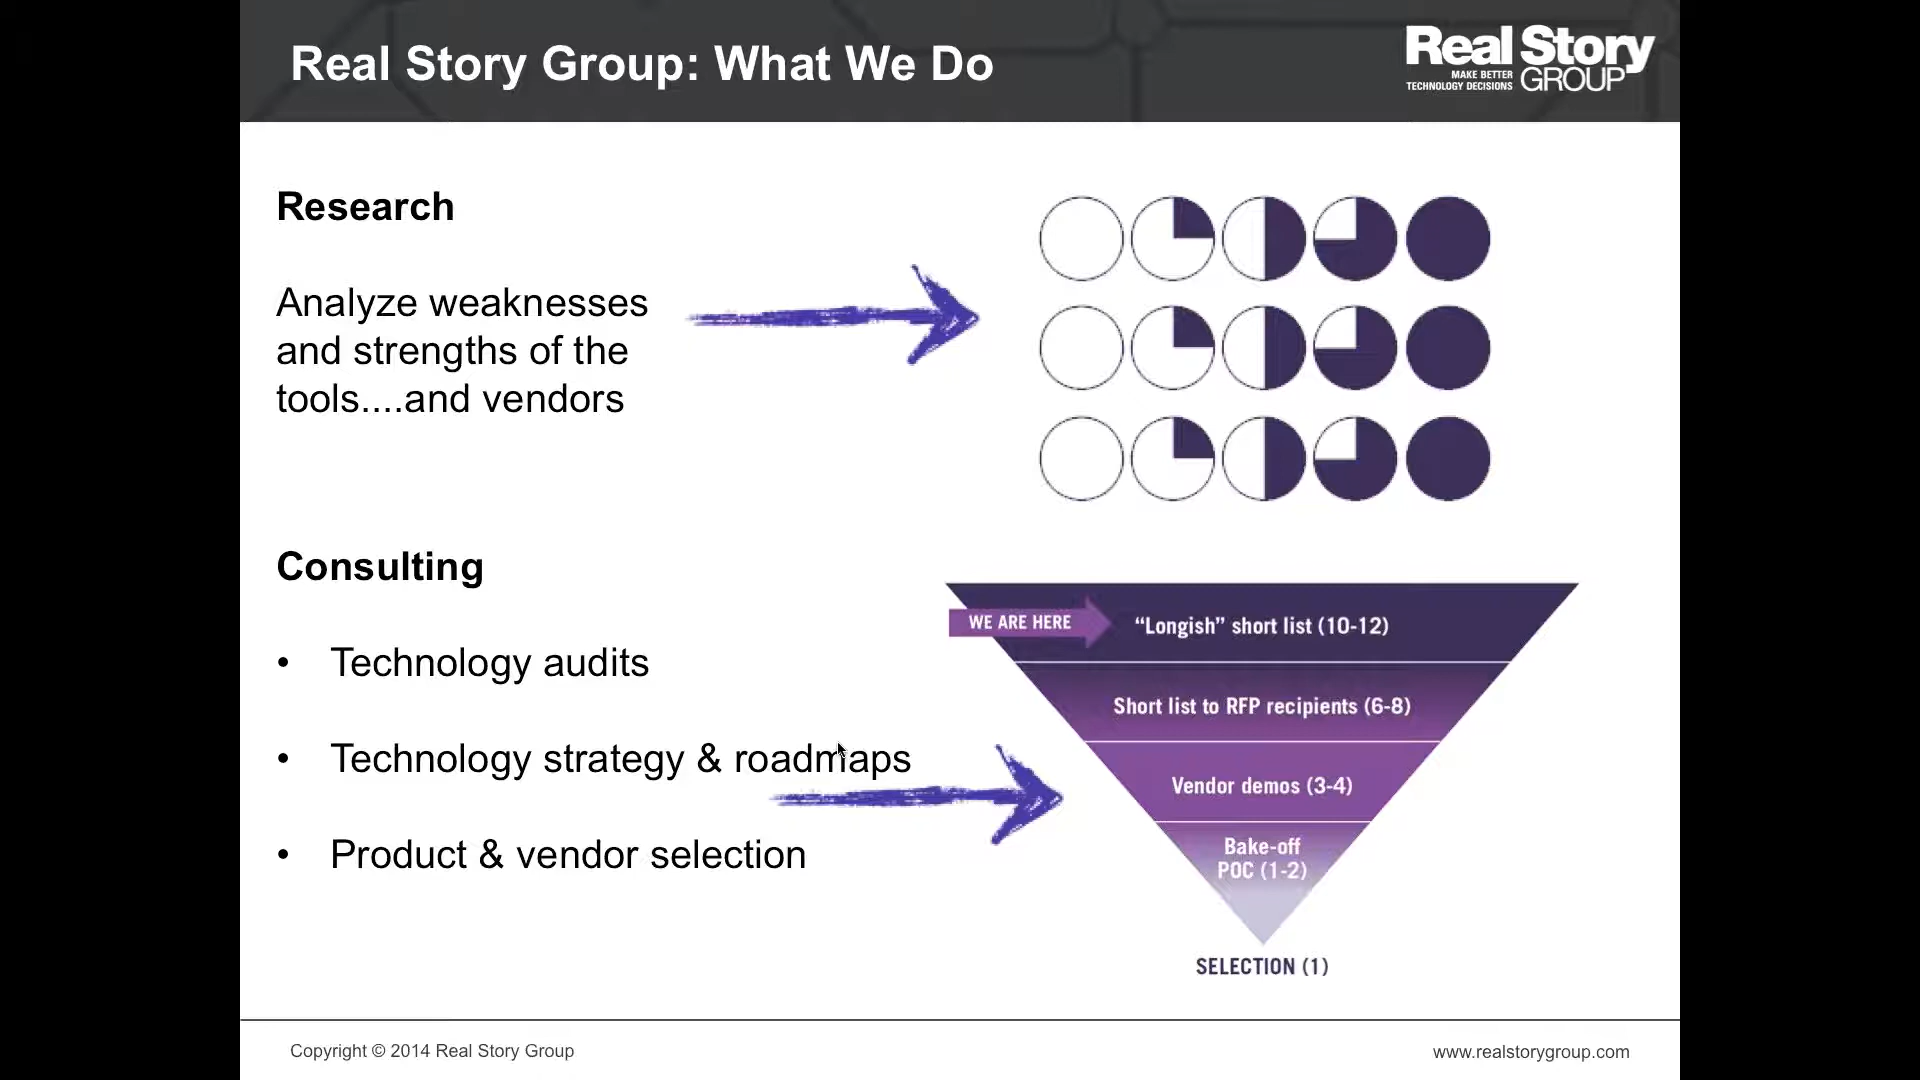 Real Story Group: What We Do
Real Story
MAKE BETTER
TECHNOLOGY DECISIONS
GROUP
Research
Analyze weaknesses
and strengths of the
tools....and vendors
Consulting
• Technology audits
• Technology strategy & roadmaps
• Product & vendor selection
WE ARE HERE
“Longish” short list (10-12)
Short list to RFP recipients (6-8)
Vendor demos (3-4)
Bake-off
POC (1-2)
SELECTION (1)
Copyright © 2014 Real Story Group
www.realstorygroup.com